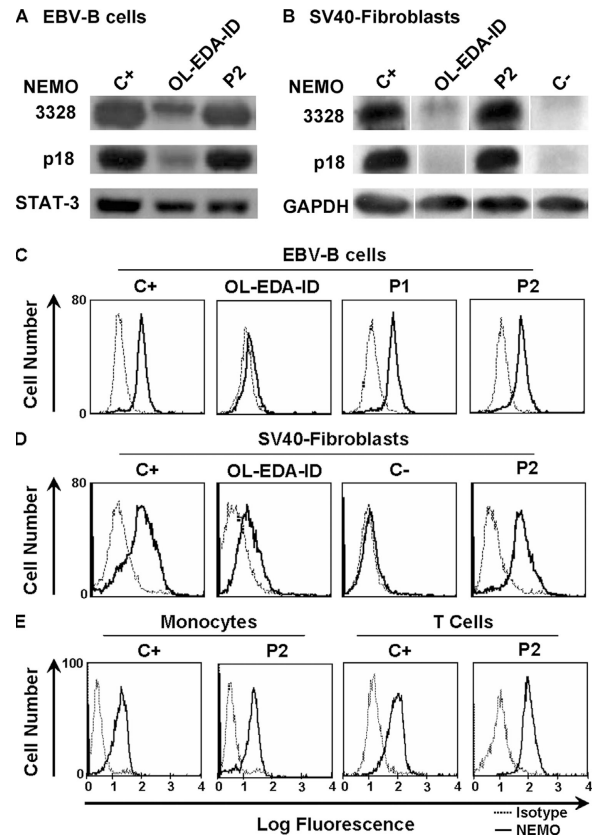 A EBV-B cells
NEMO C+ OL-EDA-ID P2
3328
p18
STAT-3
B SV40-Fibroblasts
NEMO C+ OL-EDA-ID P2 C-
3328
p18
GAPDH
C
EBV-B cells
C+ OL-EDA-ID P1 P2
80
Cell Number
0
D
SV40-Fibroblasts
C+ OL-EDA-ID C- P2
80
Cell Number
0
E
Monocytes T Cells
C+ P2 C+ P2
100
Cell Number
0
0 1 2 3 4 0 1 2 3 4 0 1 2 3 4 0 1 2 3 4
Log Fluorescence
Isotype
NEMO